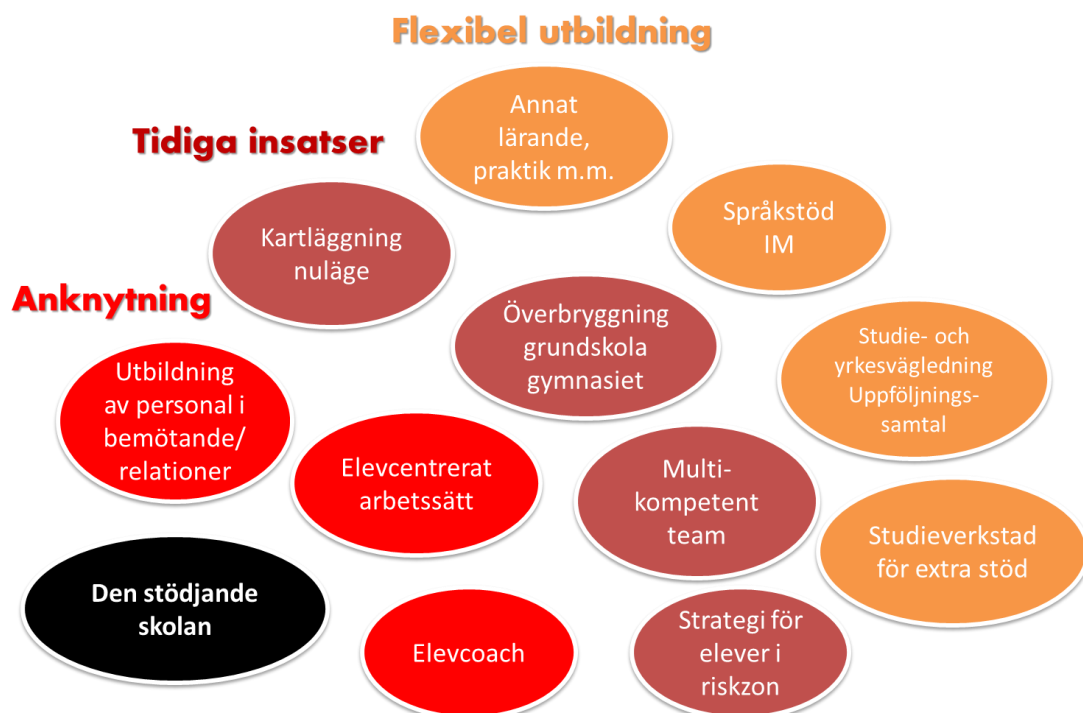 Flexibel utbildning
Annat
lärande,
praktik m.m.
Tidiga insatser
Språkstöd
IM
Kartläggning
nuläge
Anknytning
Överbryggning
grundskola
gymnasiet
Studie- och
yrkesvägledning
Uppföljnings-
samtal
Utbildning
av personal i
bemötande/
relationer
Elevcentrerat
arbetssätt
Multi-
kompetent
team
Studieverkstad
för extra stöd
Den stödjande
skolan
Elevcoach
Strategi för
elever i
riskzon